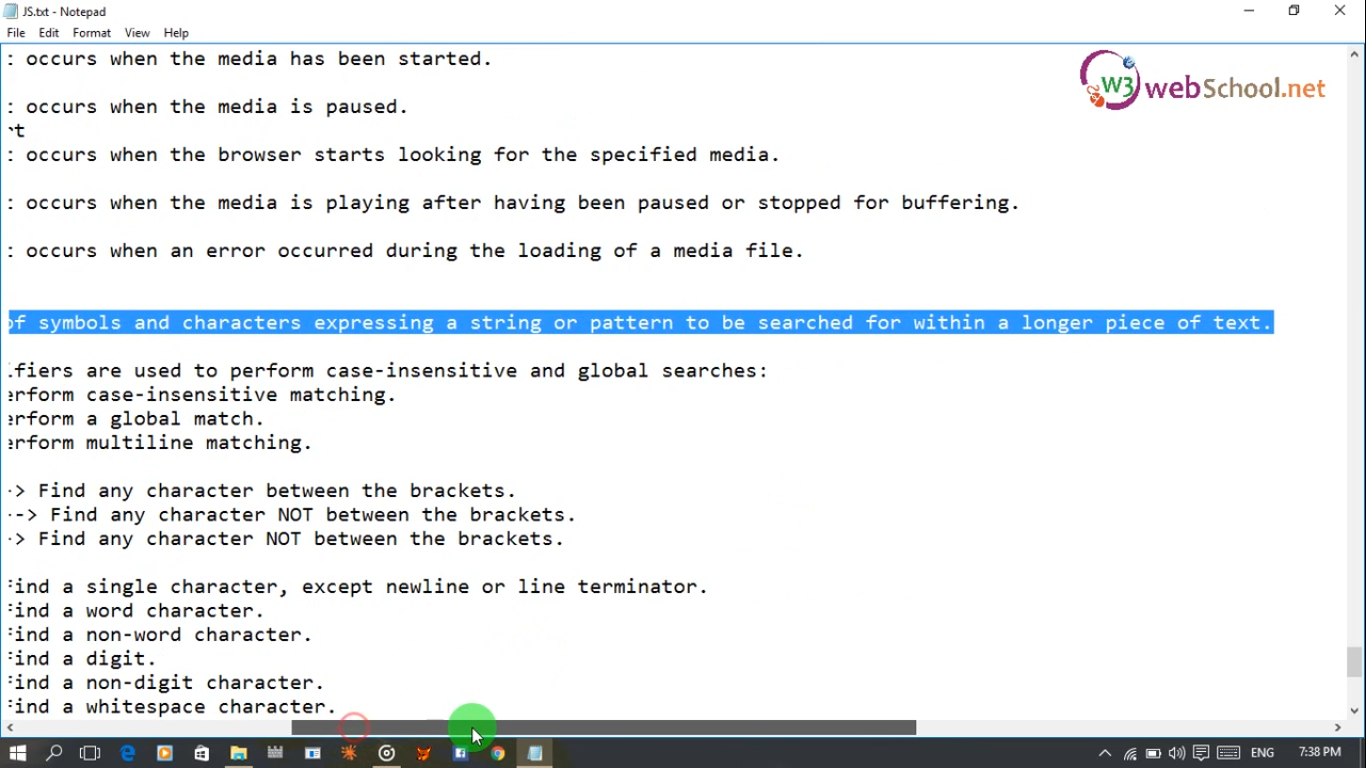 JS.txt - Notepad
File Edit Format View Help
: occurs when the media has been started.
W3 webSchool.net
: occurs when the media is paused.
rt
: occurs when the browser starts looking for the specified media.
: occurs when the media is playing after having been paused or stopped for buffering.
: occurs when an error occurred during the loading of a media file.
of symbols and characters expressing a string or pattern to be searched for within a longer piece of text.
ifiers are used to perform case-insensitive and global searches:
erform case-insensitive matching.
erform a global match.
erform multiline matching.
-> Find any character between the brackets.
--> Find any character NOT between the brackets.
-> Find any character NOT between the brackets.
Find a single character, except newline or line terminator.
Find a word character.
Find a non-word character.
Find a digit.
Find a non-digit character.
Find a whitespace character.
ENG 7:38 PM